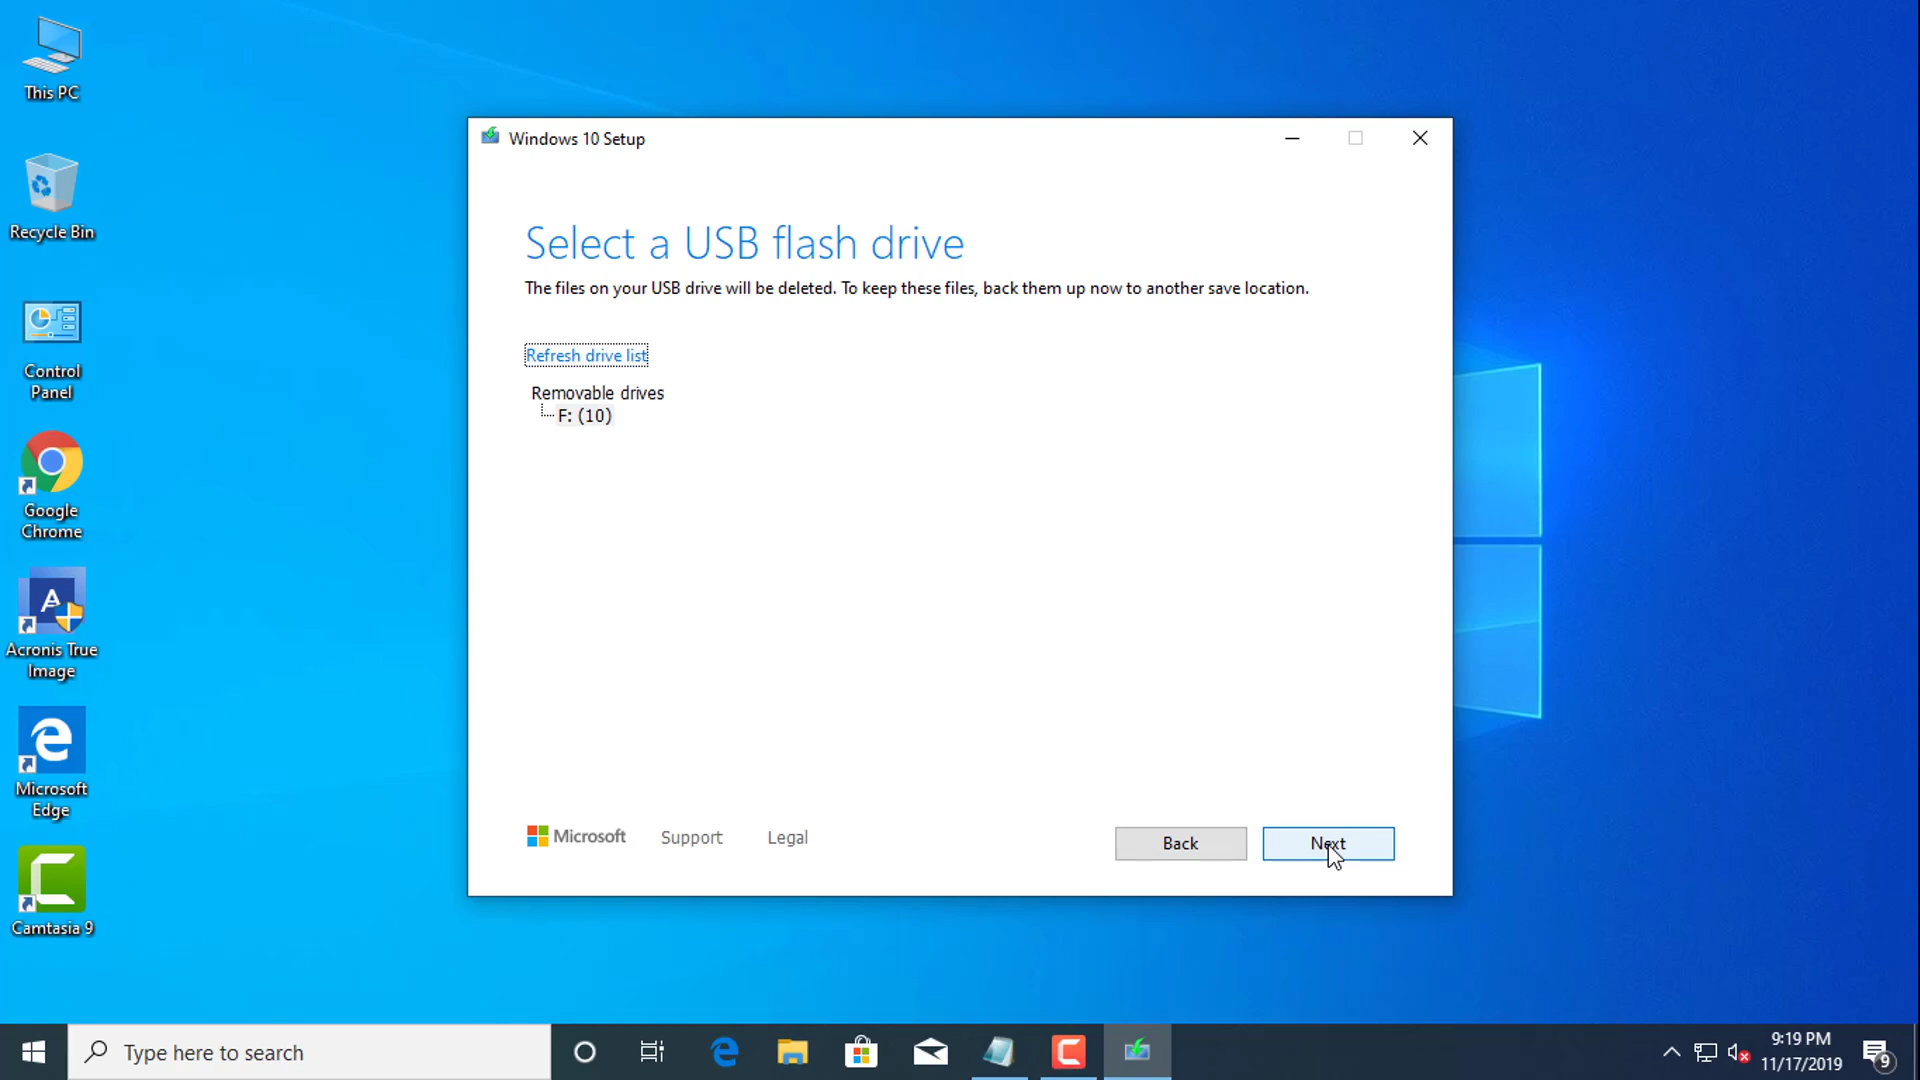 This PC
Recycle Bin
Control
Panel
Google
Chrome
Acronis True
Image
Microsoft
Edge
Camtasia 9
Windows 10 Setup
Select a USB flash drive
The files on your USB drive will be deleted. To keep these files, back them up now to another save location.
Refresh drive list
Removable drives
F: (10)
Microsoft
Support
Legal
Back
Next
Type here to search
9:19 PM
11/17/2019
9